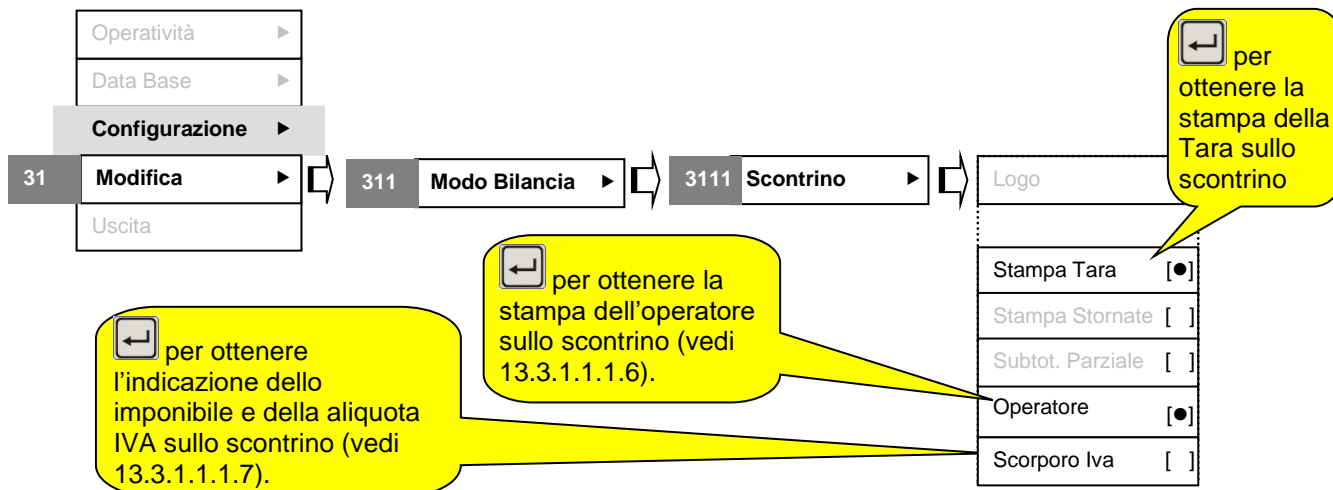 Operatività ▶
Data Base ▶
Configurazione ▶
31 Modifica ▶
Uscita
311 Modo Bilancia ▶
3111 Scontrino ▶
Logo
Stampa Tara [●]
Stampa Stornate [ ]
Subtot. Parziale [ ]
Operatore [●]
Scorporo Iva [ ]
per
ottenere la
stampa della
Tara sullo
scontrino
per ottenere la
stampa dell’operatore
sullo scontrino (vedi
13.3.1.1.1.6).
per ottenere
l’indicazione dello
imponibile e della aliquota
IVA sullo scontrino (vedi
13.3.1.1.1.7).